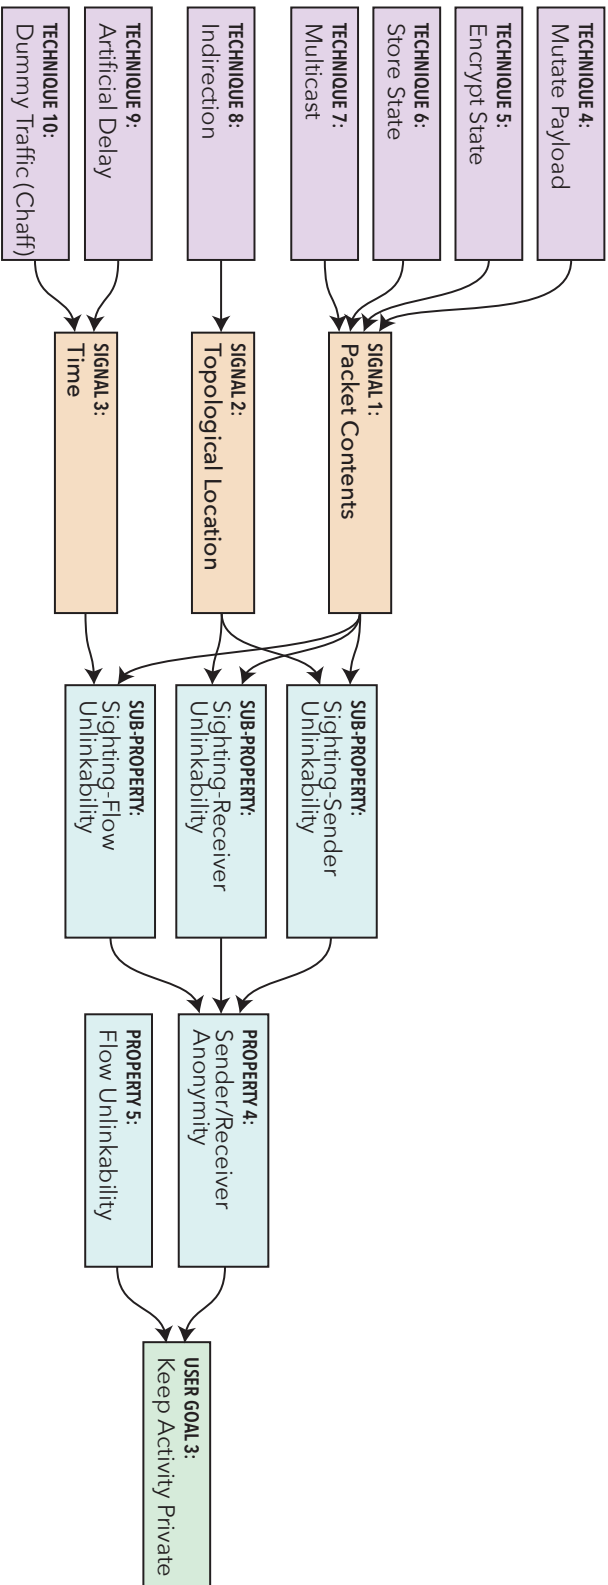 TECHNIQUE 4:
Mutate Payload
TECHNIQUE 5:
Encrypt State
TECHNIQUE 6:
Store State
TECHNIQUE 7:
Multicast
TECHNIQUE 8:
Indirection
TECHNIQUE 9:
Artificial Delay
TECHNIQUE 10:
Dummy Traffic (Chaff)
SIGNAL 1:
Packet Contents
SIGNAL 2:
Topological Location
SIGNAL 3:
Time
SUB-PROPERTY:
Sighting-Sender
Unlinkability
SUB-PROPERTY:
Sighting-Receiver
Unlinkability
SUB-PROPERTY:
Sighting-Flow
Unlinkability
PROPERTY 4:
Sender/Receiver
Anonymity
PROPERTY 5:
Flow Unlinkability
USER GOAL 3:
Keep Activity Private